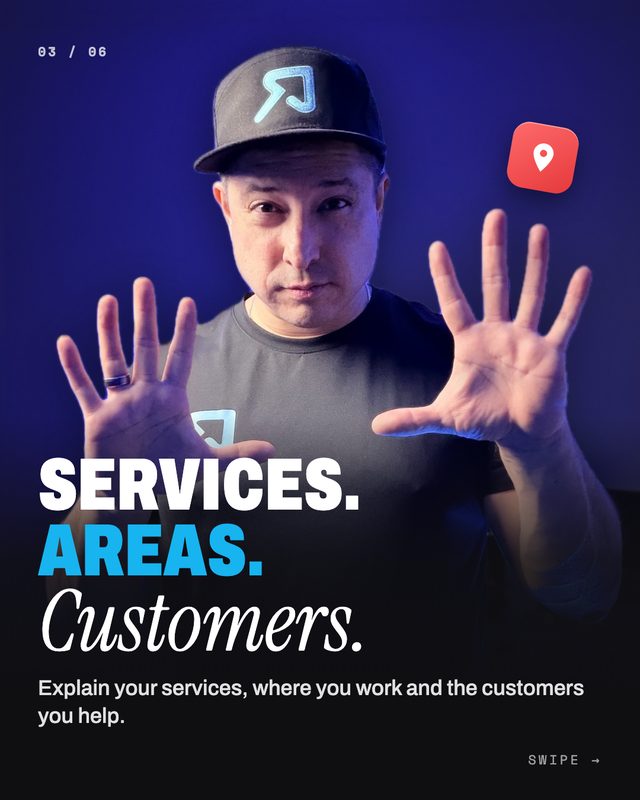 03 / 06
SERVICES.
AREAS.
Customers.
Explain your services, where you work and the customers
you help.
SWIPE →